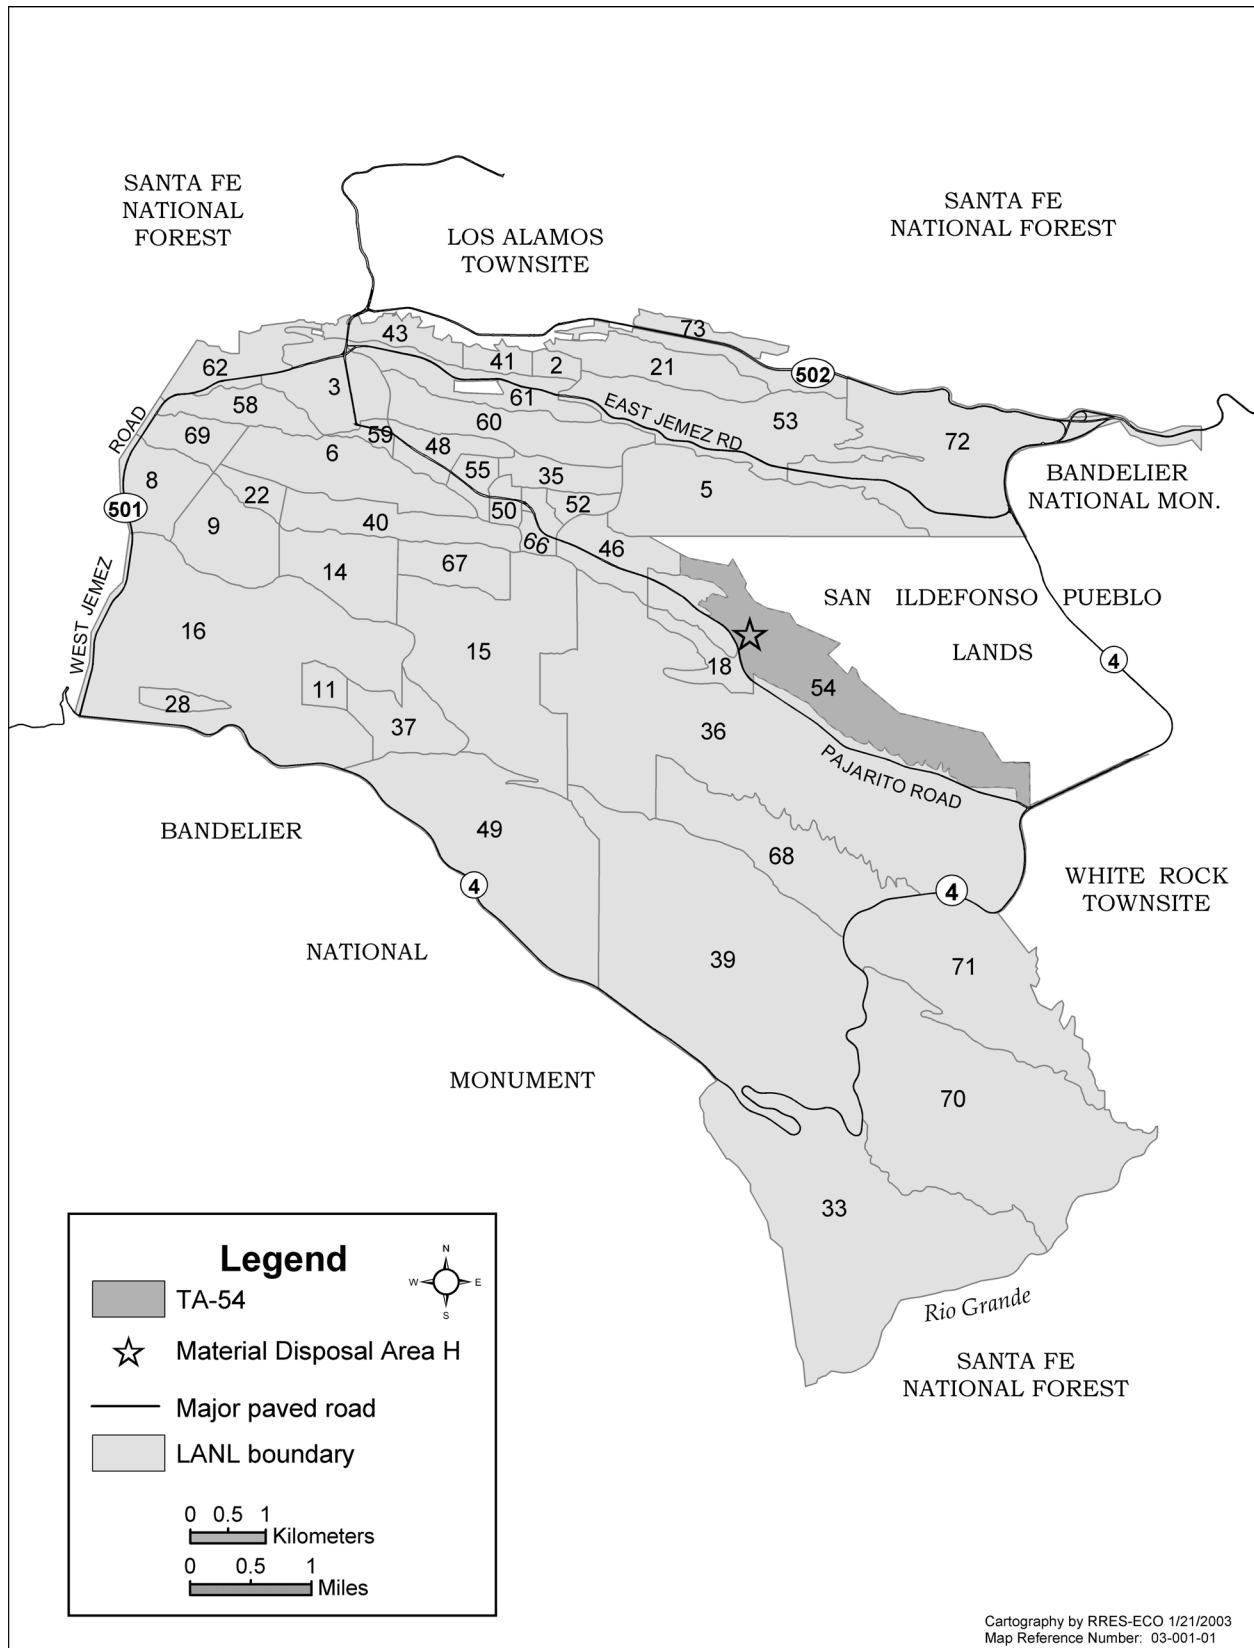 SANTA FE
NATIONAL
FOREST
SANTA FE
NATIONAL FOREST
LOS ALAMOS
TOWNSITE
73
43
62
41
2
21
502
3
61
58
EAST JEMEZ RD
53
60
ROAD
69
59
48
72
6
55
35
8
5
BANDELIER
NATIONAL MON.
22
501
50
52
9
40
66
46
67
14
WEST JEMEZ
SAN ILDEFONSO PUEBLO
LANDS
16
15
18
4
11
54
28
37
36
PAJARITO ROAD
BANDELIER
49
68
4
4
WHITE ROCK
TOWNSITE
NATIONAL
39
71
MONUMENT
70
33
Rio Grande
SANTA FE
NATIONAL FOREST
Legend
N
W
E
S
TA-54
Material Disposal Area H
Major paved road
LANL boundary
0 0.5 1
Kilometers
0 0.5 1
Miles
Cartography by RRES-ECO 1/21/2003
Map Reference Number: 03-001-01